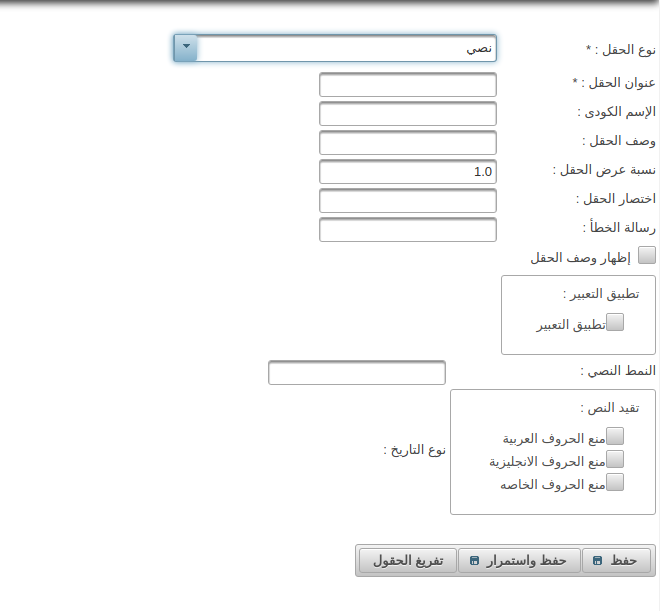 نوع الحقل : * نصي
عنوان الحقل : *
الإسم الكودى :
وصف الحقل :
نسبة عرض الحقل : 1.0
اختصار الحقل :
رسالة الخطأ :
إظهار وصف الحقل
تطبيق التعبير :
تطبيق التعبير
النمط النصي :
تقيد النص :
منع الحروف العربية
منع الحروف الانجليزية
منع الحروف الخاصه
نوع التاريخ :
حفظ حفظ واستمرار تفريغ الحقول